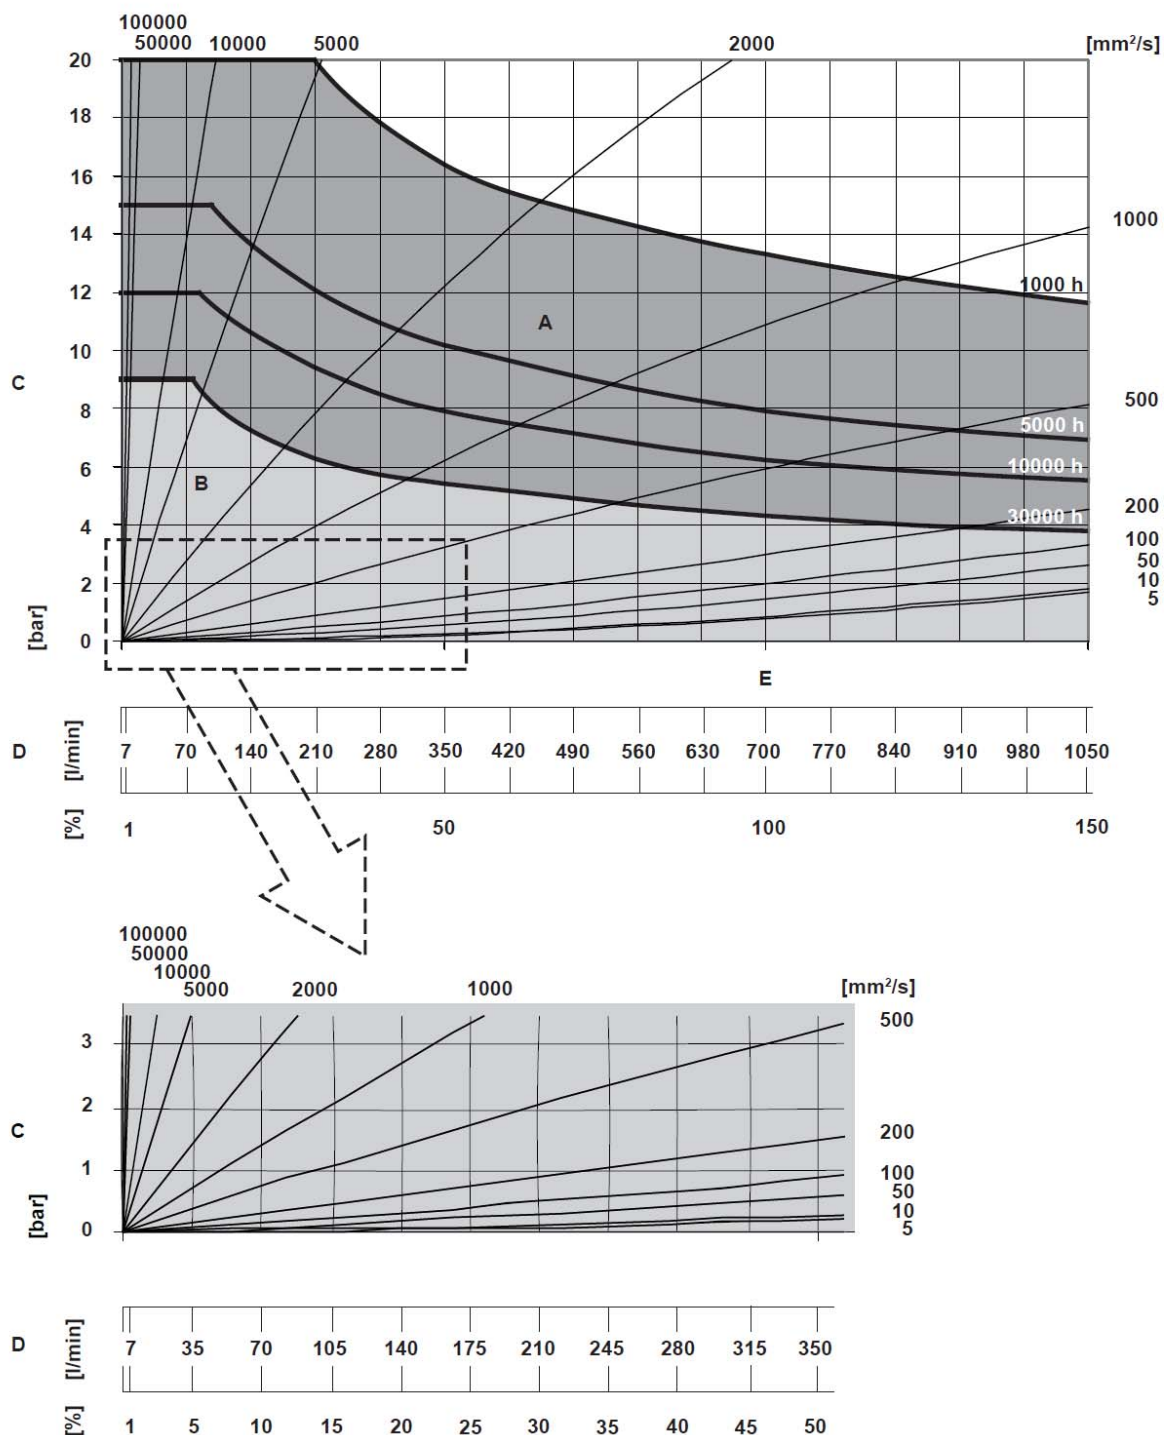 100000
50000 10000 5000 2000 [mm²/s]
20
18
16
14 1000
12 1000 h
A
10
C
8 500
5000 h
10000 h
6
B
4 200
30000 h
100
2 50
10
5
0
[bar]
E
D [l/min] 7 70 140 210 280 350 420 490 560 630 700 770 840 910 980 1050
[%] 1 50 100 150
100000
50000
10000
5000 2000 1000 [mm²/s]
500
3
2
C 200
1 100
50
10
0 5
[bar]
D [l/min] 7 35 70 105 140 175 210 245 280 315 350
[%] 1 5 10 15 20 25 30 35 40 45 50